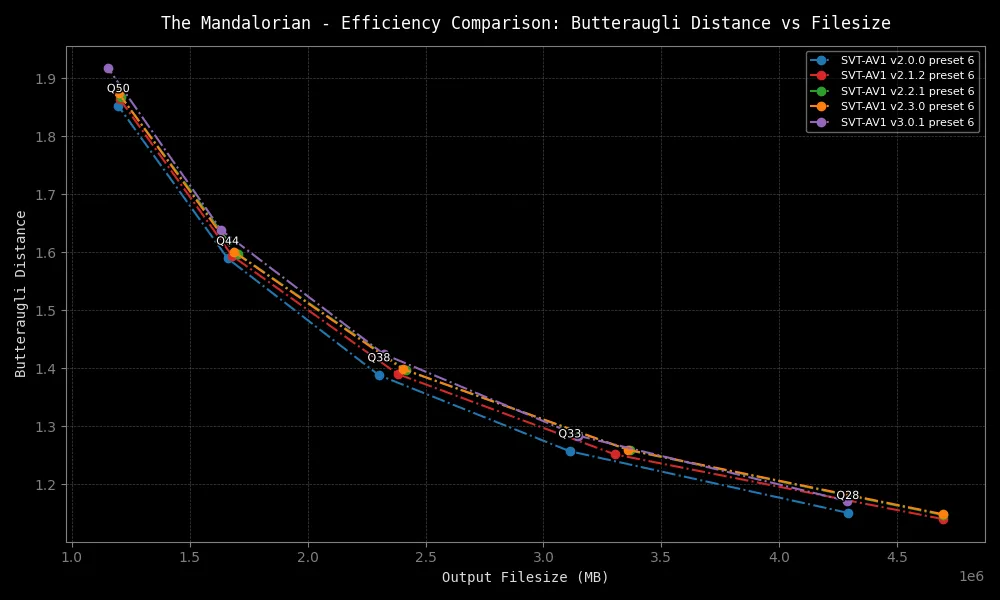 The Mandalorian - Efficiency Comparison: Butteraugli Distance vs Filesize
SVT-AV1 v2.0.0 preset 6
SVT-AV1 v2.1.2 preset 6
SVT-AV1 v2.2.1 preset 6
SVT-AV1 v2.3.0 preset 6
SVT-AV1 v3.0.1 preset 6
Butteraugli Distance
1.9
1.8
1.7
1.6
1.5
1.4
1.3
1.2
Q50
Q44
Q38
Q33
Q28
1.0
1.5
2.0
2.5
3.0
3.5
4.0
4.5
1e6
Output Filesize (MB)